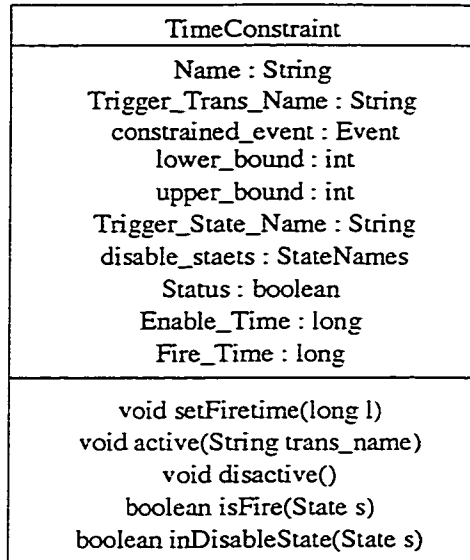 TimeConstraint
Name : String
Trigger_Trans_Name : String
constrained_event : Event
lower_bound : int
upper_bound : int
Trigger_State_Name : String
disable_staets : StateNames
Status : boolean
Enable_Time : long
Fire_Time : long
void setFiretime(long l)
void active(String trans_name)
void disactive()
boolean isFire(State s)
boolean inDisableState(State s)